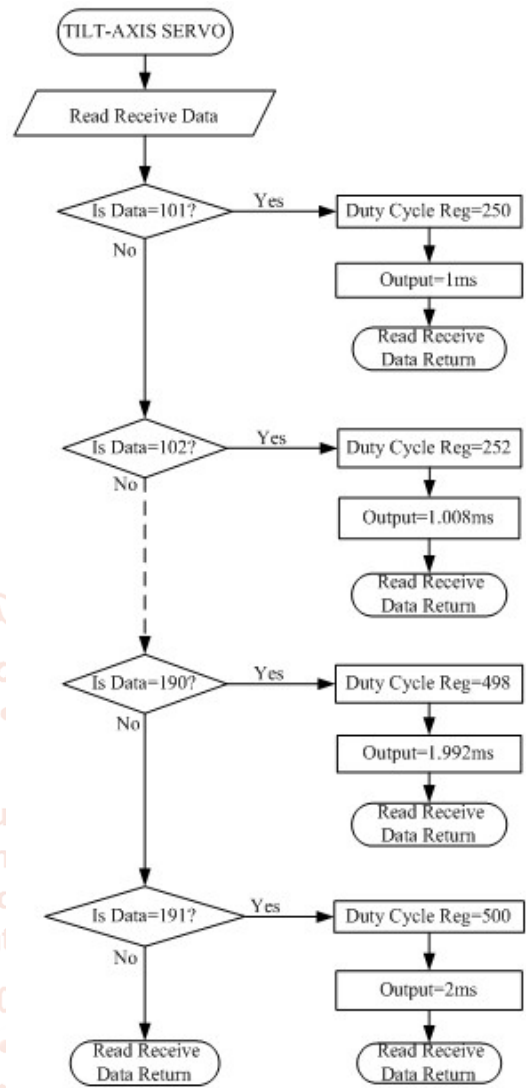 TILT-AXIS SERVO
Read Receive Data
Is Data=101?
Yes
No
Duty Cycle Reg=250
Output=1ms
Read Receive
Data Return
Is Data=102?
Yes
No
Duty Cycle Reg=252
Output=1.008ms
Read Receive
Data Return
Is Data=190?
Yes
No
Duty Cycle Reg=498
Output=1.992ms
Read Receive
Data Return
Is Data=191?
Yes
No
Duty Cycle Reg=500
Output=2ms
Read Receive
Data Return
Read Receive
Data Return